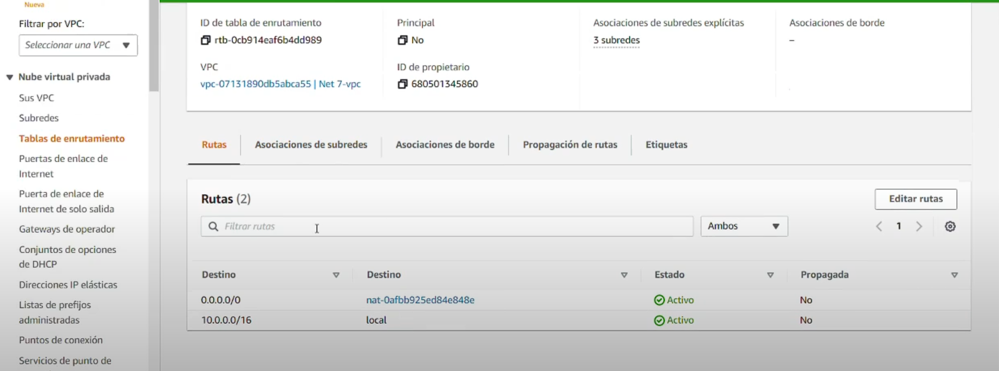 Nueva
Filtrar por VPC:
Seleccionar una VPC
Nube virtual privada
Sus VPC
Subredes
Tablas de enrutamiento
Puertas de enlace de
Internet
Puerta de enlace de
Internet de solo salida
Gateways de operador
Conjuntos de opciones
de DHCP
Direcciones IP elásticas
Listas de prefijos
administradas
Puntos de conexión
Servicios de punto de
ID de tabla de enrutamiento
rtb-0cb914eaf6b4dd989
Principal
No
Asociaciones de subredes explícitas
3 subredes
Asociaciones de borde
–
VPC
vpc-07131890db5abca55 | Net 7-vpc
ID de propietario
680501345860
Rutas
Asociaciones de subredes
Asociaciones de borde
Propagación de rutas
Etiquetas
Rutas (2)
Editar rutas
Filtrar rutas
Ambos
1
Destino Destino Estado Propagada
0.0.0.0/0 nat-0afbb925ed84e848e Activo No
10.0.0.0/16 local Activo No